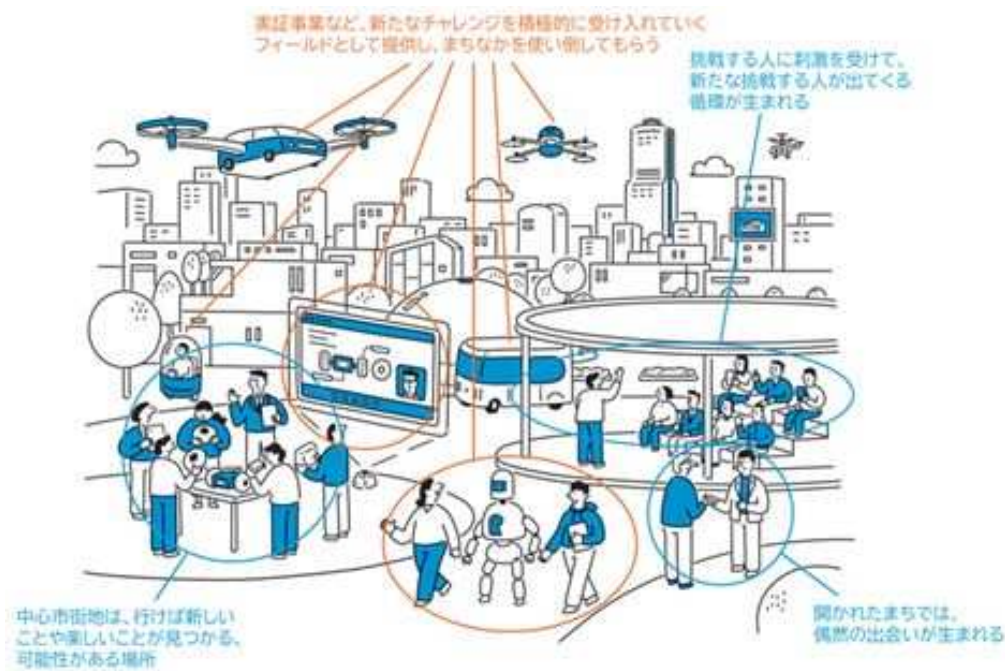 実証事業など、新たなチャレンジを積極的に受け入れていく
フィールドとして提供し、まちなかを使い倒してもらう
挑戦する人に刺激を受けて、
新たな挑戦する人が出てくる
循環が生まれる
中心市街地は、行けば新しい
ことや楽しいことが見つかる、
可能性がある場所
開かれたまちでは、
偶然の出会いが生まれる